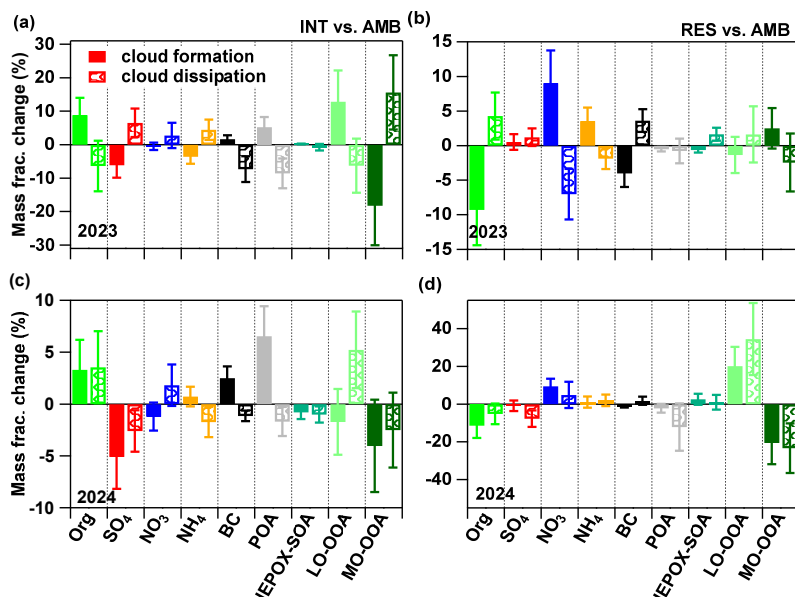 (a)
INT vs. AMB
(b)
RES vs. AMB
Mass frac. change (%)
30
20
10
0
-10
-20
-30
cloud formation
cloud dissipation
2023
15
10
5
0
-5
-10
-15
2023
(c)
Mass frac. change (%)
10
5
0
-5
-10
2024
(d)
40
20
0
-20
-40
2024
Org
SO4
NO3
NH4
BC
POA
IEPOX-SOA
LO-OOA
MO-OOA
Org
SO4
NO3
NH4
BC
POA
IEPOX-SOA
LO-OOA
MO-OOA